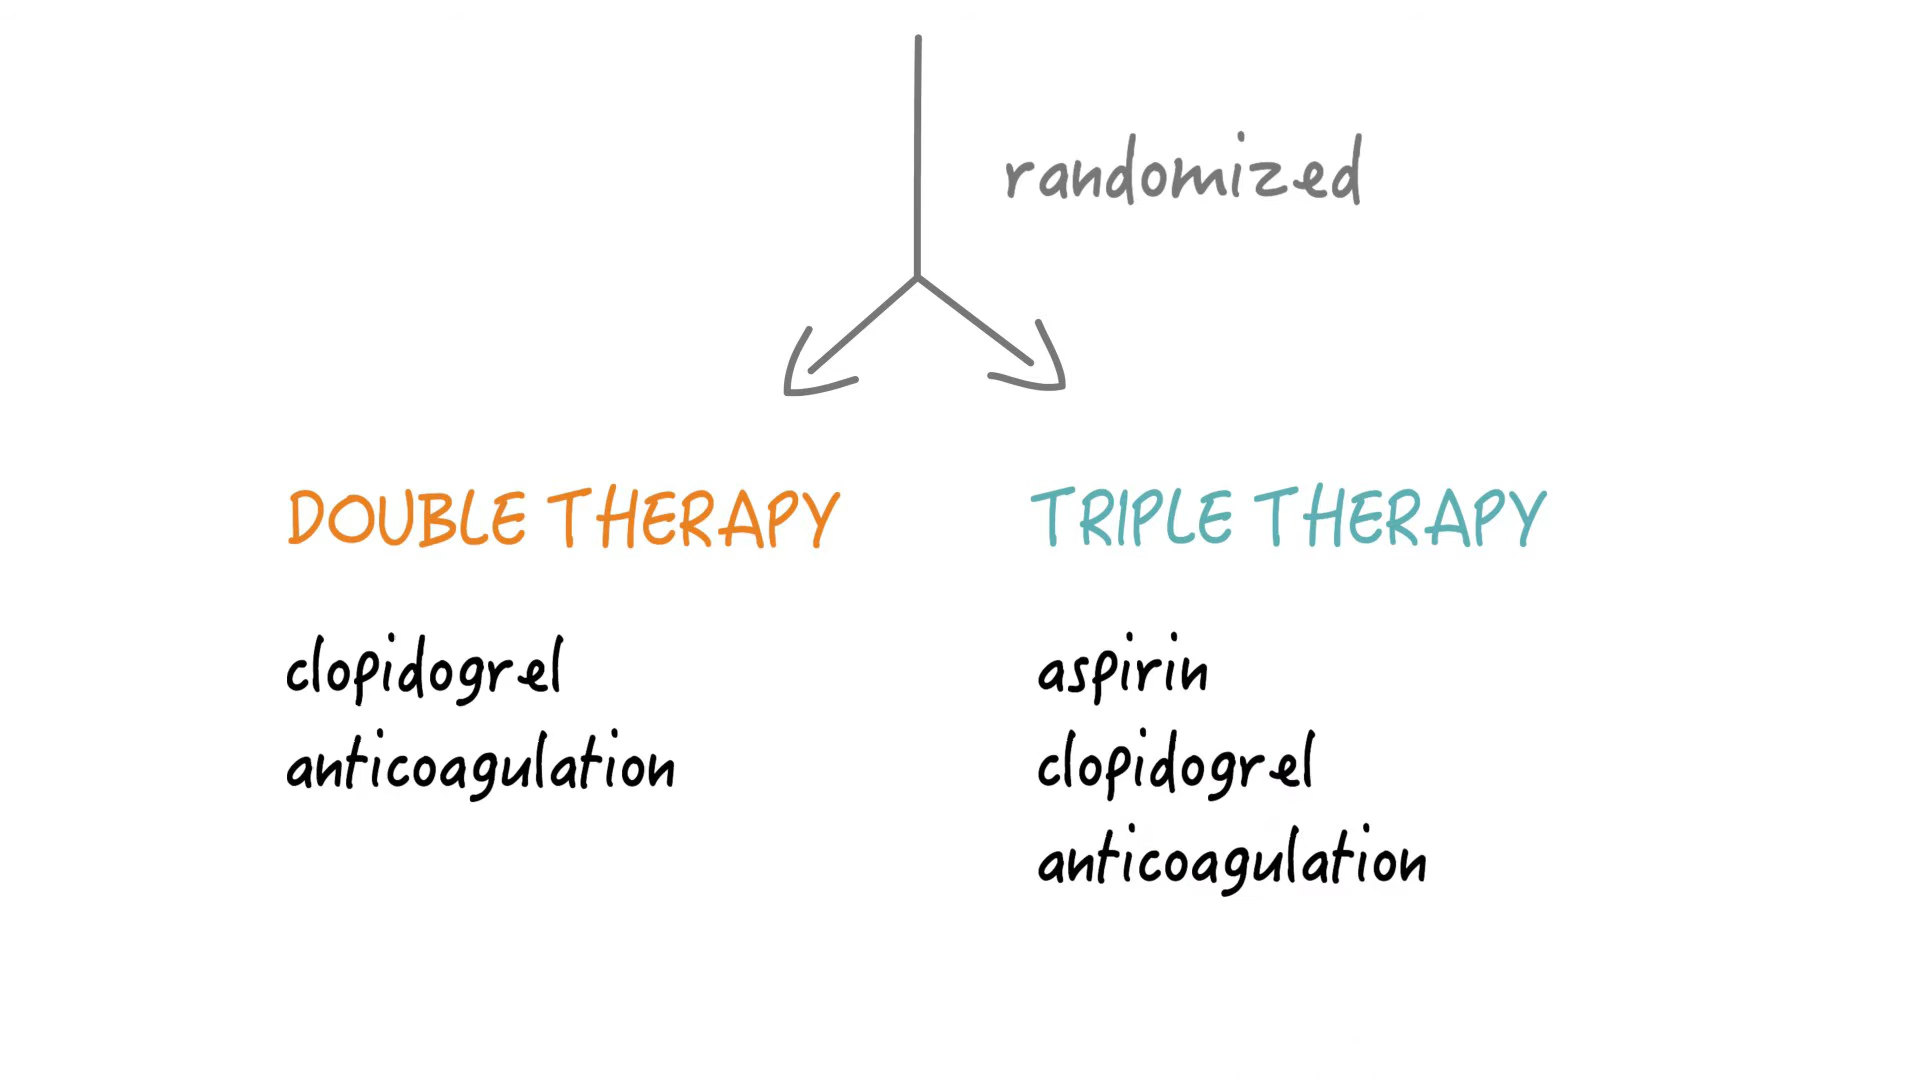 randomized
DOUBLE THERAPY
clopidogrel
anticoagulation
TRIPLE THERAPY
aspirin
clopidogrel
anticoagulation